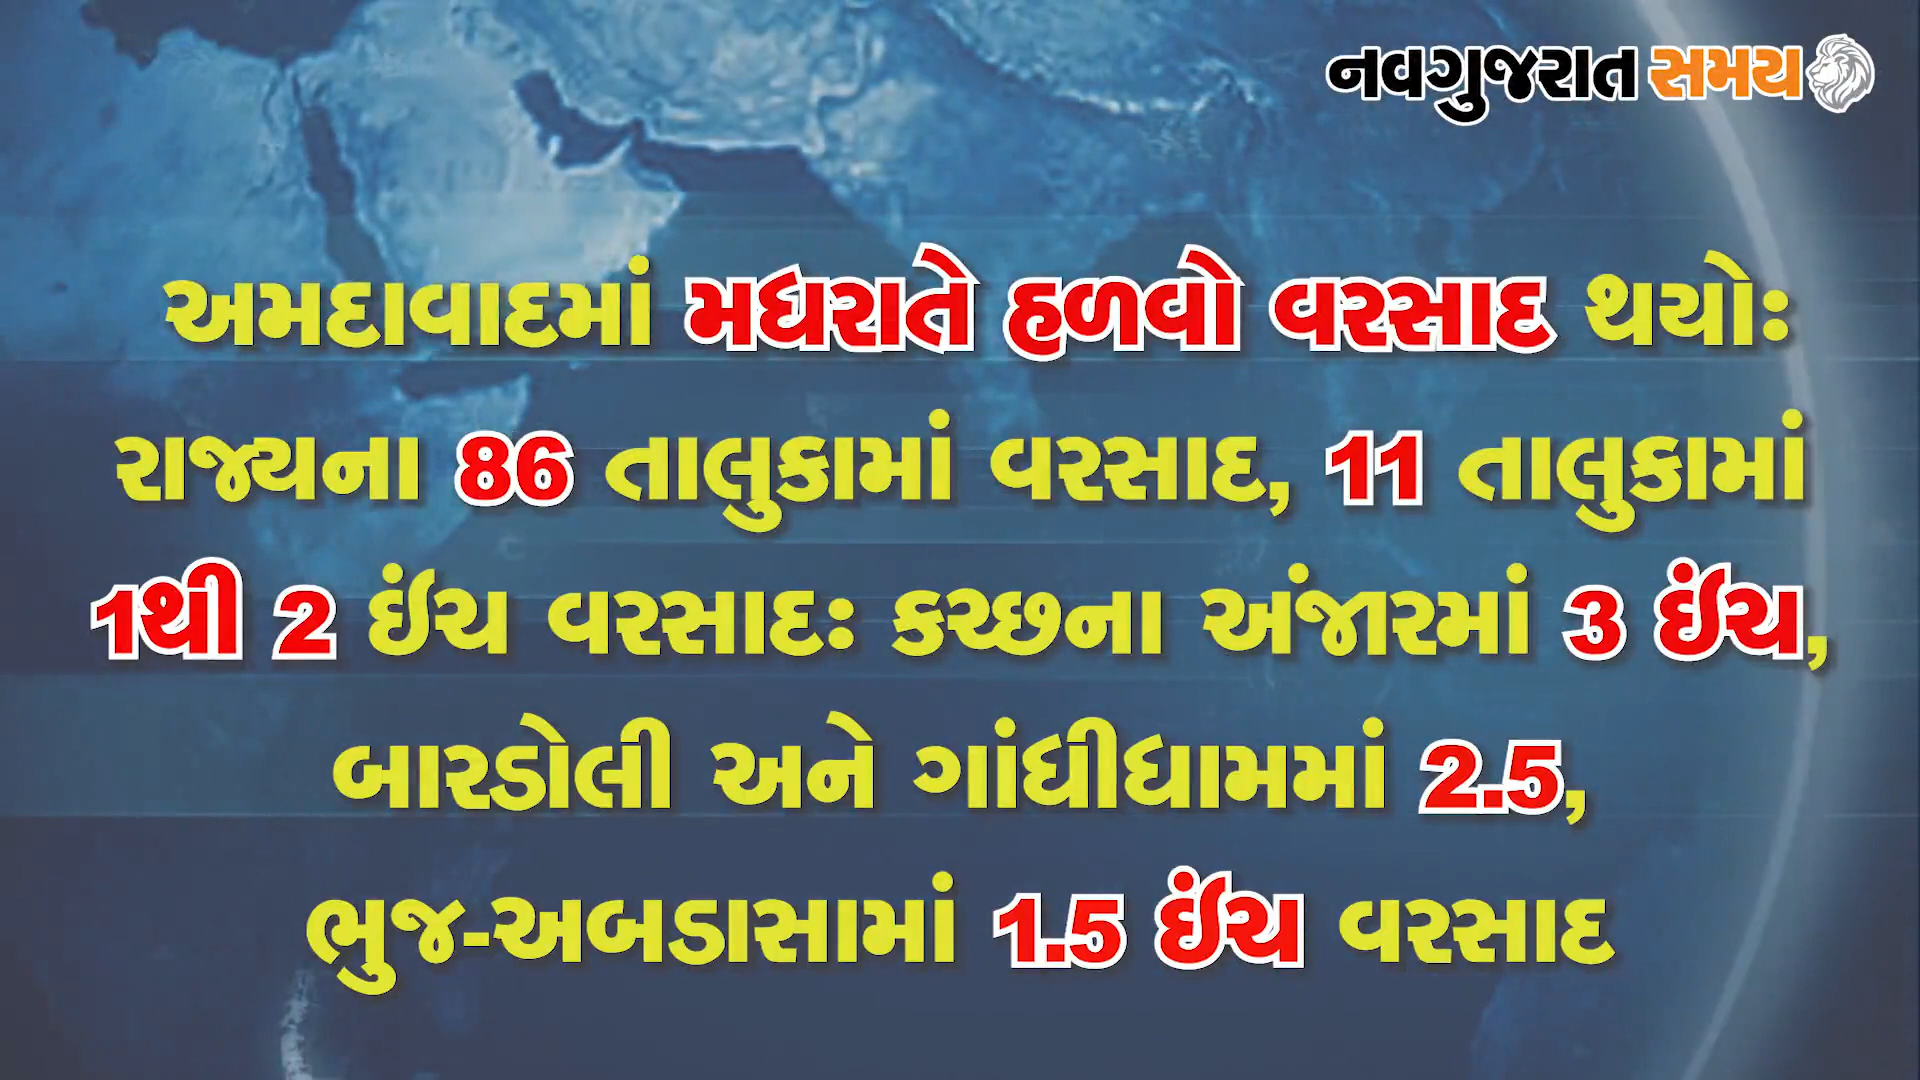 નવગુજરાત સમય
અમદાવાદમાં મધરાતે હળવો વરસાદ થયોઃ
રાજ્યના 86 તાલુકામાં વરસાદ, 11 તાલુકામાં
1થી 2 ઈંચ વરસાદઃ કચ્છના અંજારમાં 3 ઈંચ,
બારડોલી અને ગાંધીધામમાં 2.5,
ભુજ-અબડાસામાં 1.5 ઈંચ વરસાદ